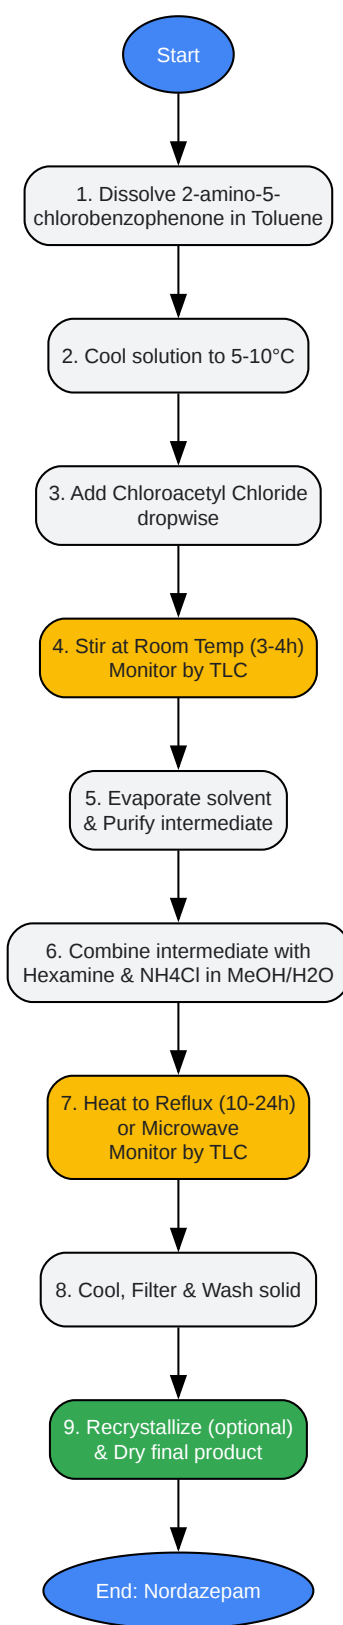 Start
1. Dissolve 2-amino-5-
chlorobenzophenone in Toluene
2. Cool solution to 5-10°C
3. Add Chloroacetyl Chloride
dropwise
4. Stir at Room Temp (3-4h)
Monitor by TLC
5. Evaporate solvent
& Purify intermediate
6. Combine intermediate with
Hexamine & NH4Cl in MeOH/H2O
7. Heat to Reflux (10-24h)
or Microwave
Monitor by TLC
8. Cool, Filter & Wash solid
9. Recrystallize (optional)
& Dry final product
End: Nordazepam